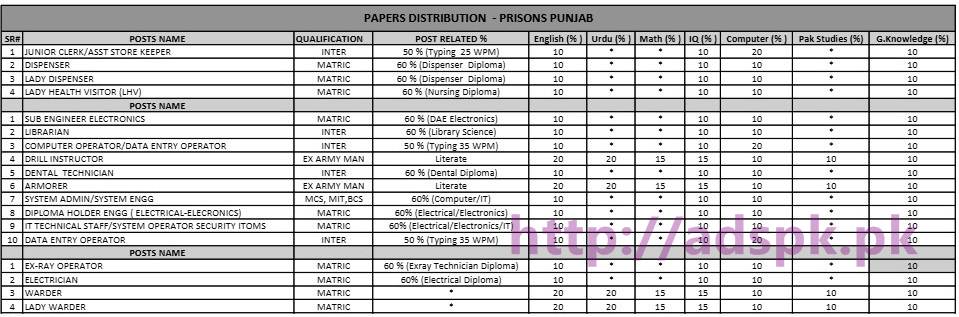 PAPERS DISTRIBUTION - PRISONS PUNJAB
SR# POSTS NAME QUALIFICATION POST RELATED % English (% ) Urdu (% ) Math (% ) IQ (% ) Computer (% ) Pak Studies (%) G.Knowledge (%)
1 JUNIOR CLERK/ASST STORE KEEPER INTER 50 % (Typing 25 WPM) 10 * * 10 20 * 10
2 DISPENSER MATRIC 60 % (Dispenser Diploma) 10 * * 10 10 * 10
3 LADY DISPENSER MATRIC 60 % (Dispenser Diploma) 10 * * 10 10 * 10
4 LADY HEALTH VISITOR (LHV) MATRIC 60 % (Nursing Diploma) 10 * * 10 10 * 10
POSTS NAME
1 SUB ENGINEER ELECTRONICS MATRIC 60 % (DAE Electronics) 10 * * 10 10 * 10
2 LIBRARIAN INTER 60 % (Library Science) 10 * * 10 10 * 10
3 COMPUTER OPERATOR/DATA ENTRY OPERATOR INTER 50 % (Typing 35 WPM) 10 * * 10 20 * 10
4 DRILL INSTRUCTOR EX ARMY MAN Literate 20 20 15 15 10 10 10
5 DENTAL TECHNICIAN INTER 60 % (Dental Diploma) 10 * * 10 10 * 10
6 ARMORER EX ARMY MAN Literate 20 20 15 15 10 10 10
7 SYSTEM ADMIN/SYSTEM ENGG MCS, MIT,BCS 60% (Computer/IT) 10 * * 10 10 * 10
8 DIPLOMA HOLDER ENGG ( ELECTRICAL-ELECRONICS) MATRIC 60% (Electrical/Electronics) 10 * * 10 10 * 10
9 IT TECHNICAL STAFF/SYSTEM OPERATOR SECURITY ITOMS MATRIC 60% (Electrical/Electronics/IT) 10 * * 10 10 * 10
10 DATA ENTRY OPERATOR INTER 50 % (Typing 35 WPM) 10 * * 10 20 * 10
http://adspk.pk
POSTS NAME
1 EX-RAY OPERATOR MATRIC 60 % (Exray Technician Diploma) 10 * * 10 10 * 10
2 ELECTRICIAN MATRIC 60% (Electrical Diploma) 10 * * 10 10 * 10
3 WARDER MATRIC * 20 20 15 15 10 10 10
4 LADY WARDER MATRIC * 20 20 15 15 10 10 10